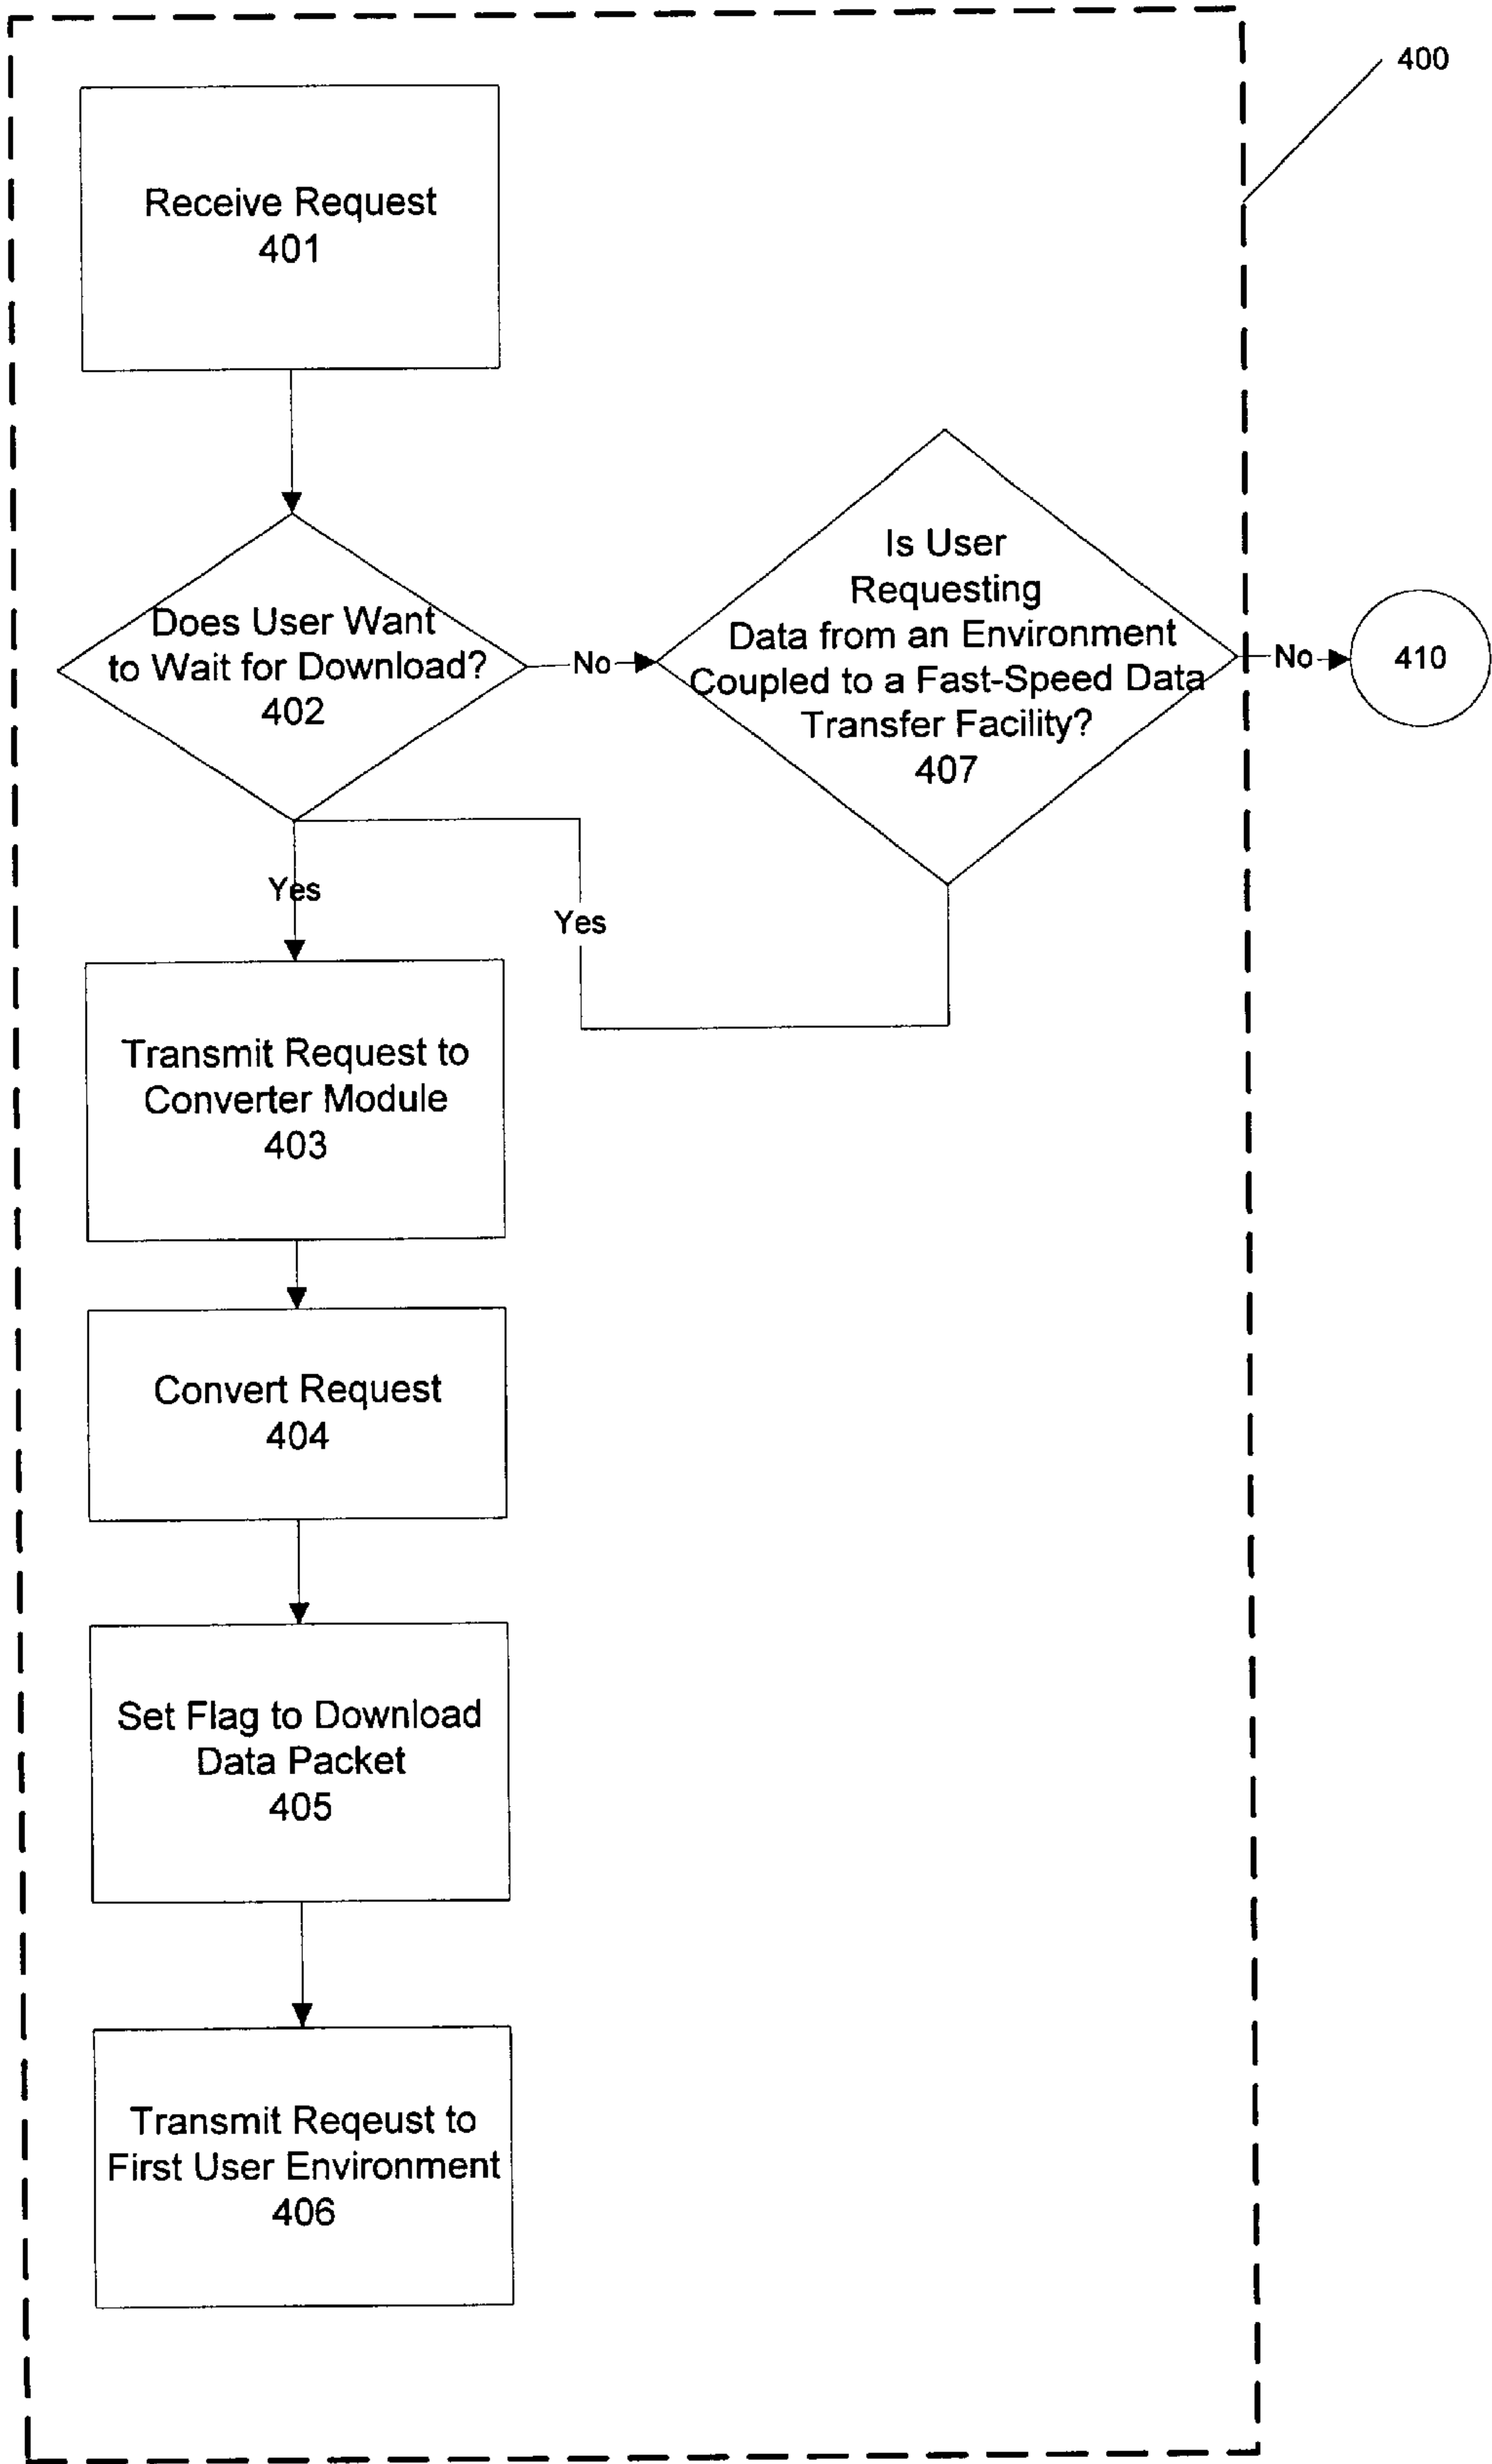 400
Receive Request
401
Does User Want
to Wait for Download?
402
No
Is User
Requesting
Data from an Environment
Coupled to a Fast-Speed Data
Transfer Facility?
407
No
410
Yes
Yes
Transmit Request to
Converter Module
403
Convert Request
404
Set Flag to Download
Data Packet
405
Transmit Reqeust to
First User Environment
406